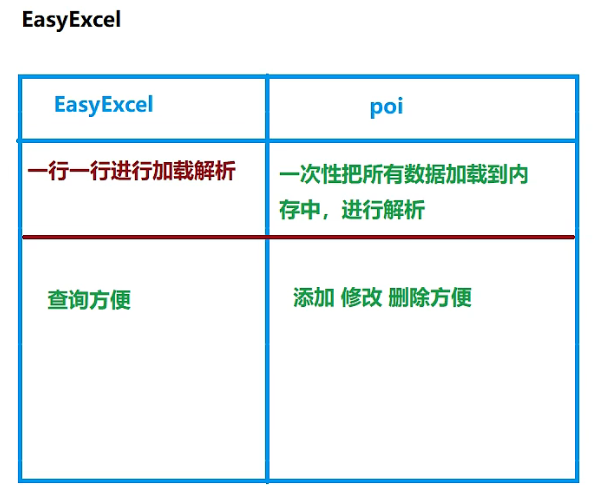 EasyExcel
EasyExcel
poi
一行一行进行加载解析
一次性把所有数据加载到内
存中，进行解析
查询方便
添加 修改 删除方便